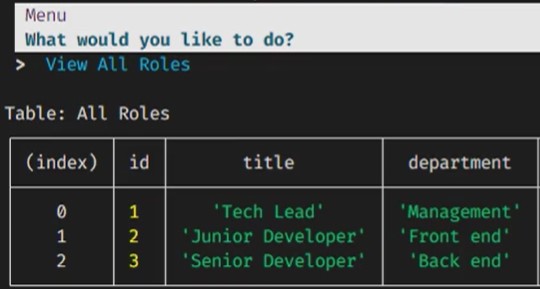 Menu
What would you like to do?
> View All Roles
Table: All Roles
(index) id title department
0 1 'Tech Lead' 'Management'
1 2 'Junior Developer' 'Front end'
2 3 'Senior Developer' 'Back end'